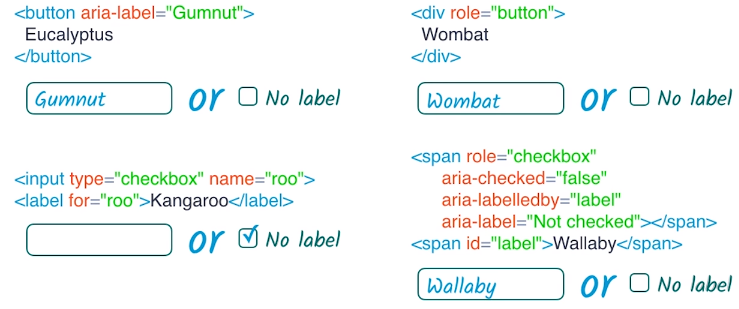 <button aria-label="Gumnut">
Eucalyptus
</button>
Gumnut or No label
<div role="button">
Wombat
</div>
Wombat or No label
<input type="checkbox" name="roo">
<label for="roo">Kangaroo</label>
or No label
<span role="checkbox"
aria-checked="false"
aria-labelledby="label"
aria-label="Not checked"></span>
<span id="label">Wallaby</span>
Wallaby or No label